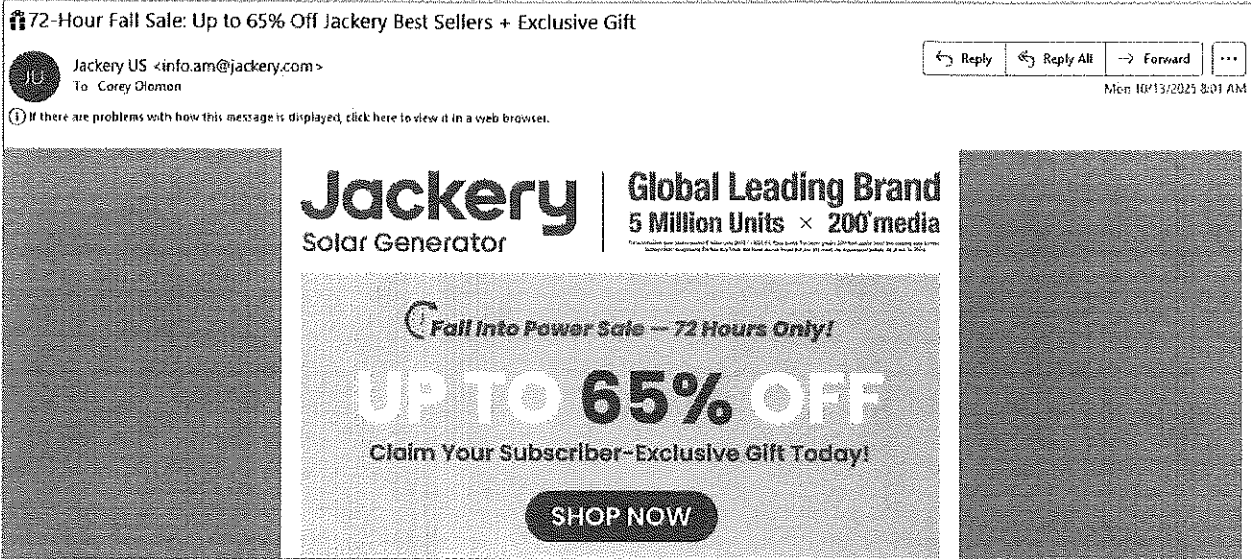 72-Hour Fall Sale: Up to 65% Off Jackery Best Sellers + Exclusive Gift
JU
Jackery US <info.am@jackery.com>
To Corey Olomon
Reply
Reply All
Forward
Mon 10/13/2025 8:01 AM
If there are problems with how this message is displayed, click here to view it in a web browser.
Jackery
Solar Generator
Global Leading Brand
5 Million Units × 200+media
Fall Into Power Sale — 72 Hours Only!
UP TO 65% OFF
Claim Your Subscriber-Exclusive Gift Today!
SHOP NOW